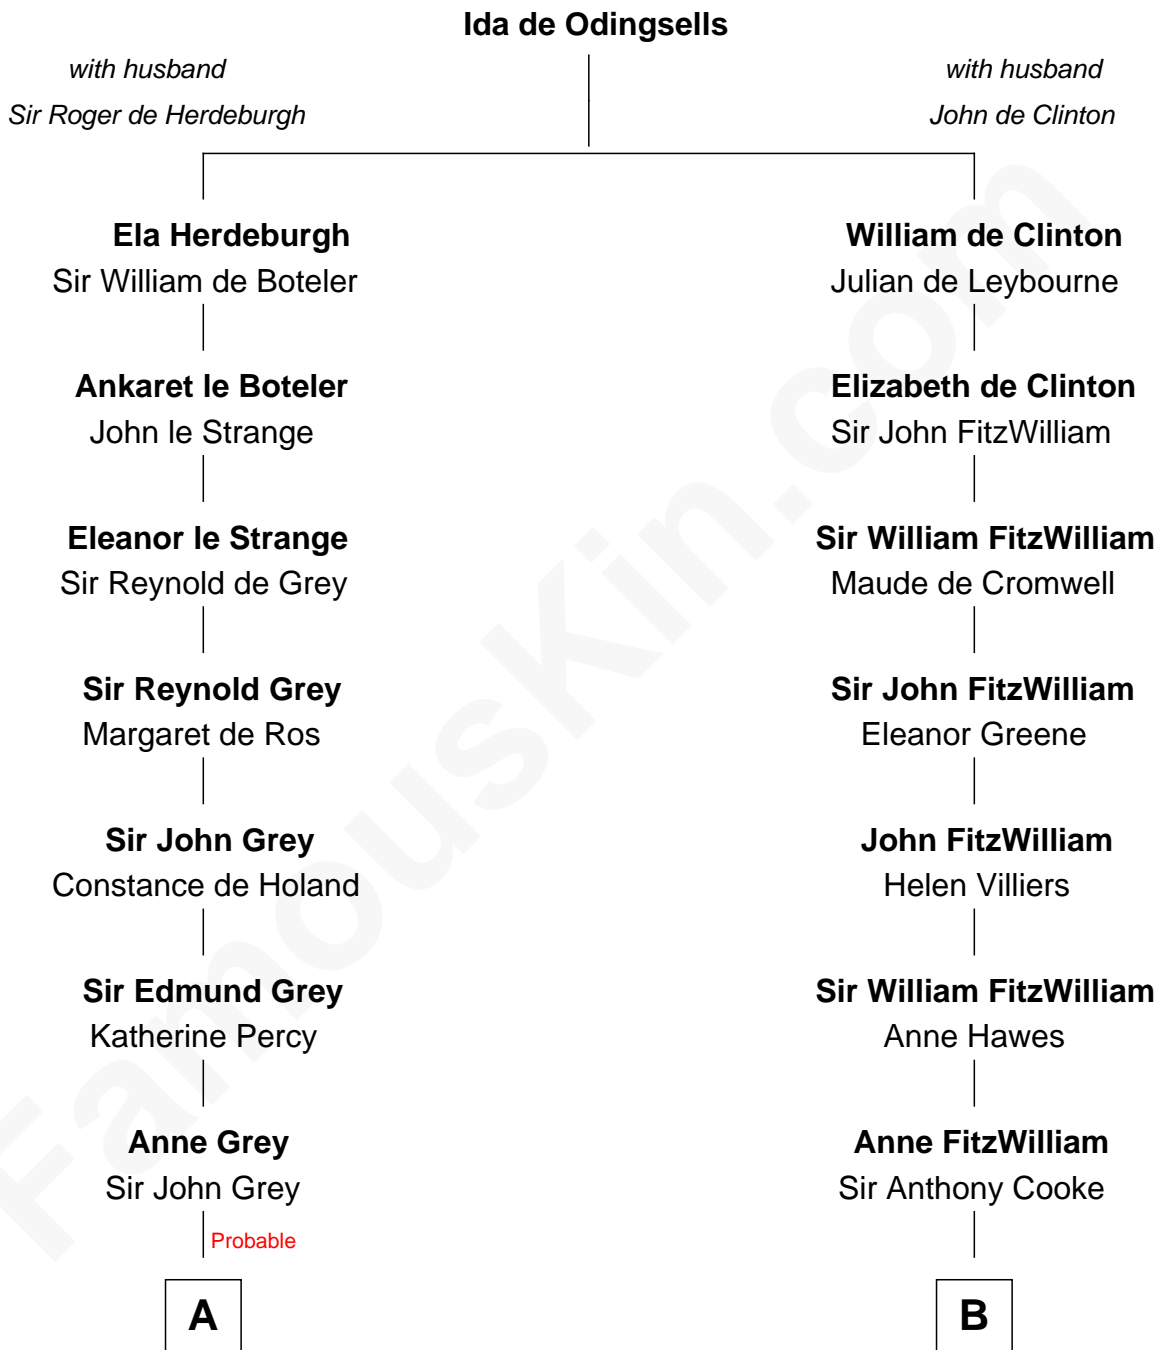 Ida de Odingsells
with husband
Sir Roger de Herdeburgh
with husband
John de Clinton
Ela Herdeburgh
Sir William de Boteler
William de Clinton
Julian de Leybourne
Ankaret le Boteler
John le Strange
Elizabeth de Clinton
Sir John FitzWilliam
Eleanor le Strange
Sir Reynold de Grey
Sir William FitzWilliam
Maude de Cromwell
Sir Reynold Grey
Margaret de Ros
Sir John FitzWilliam
Eleanor Greene
Sir John Grey
Constance de Holand
John FitzWilliam
Helen Villiers
Sir Edmund Grey
Katherine Percy
Sir William FitzWilliam
Anne Hawes
Anne Grey
Sir John Grey
Anne FitzWilliam
Sir Anthony Cooke
Probable
A
B
FamousKin.com